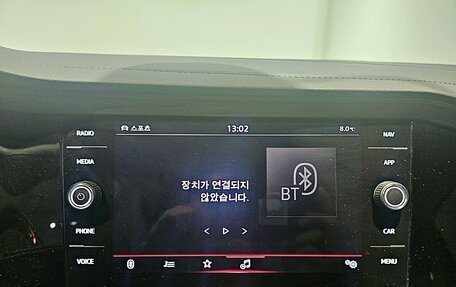 RADIO
스포츠 13:02 8.0℃
NAV
MEDIA
APP
장치가 연결되지
않았습니다.
BT
PHONE
CAR
VOICE
MENU